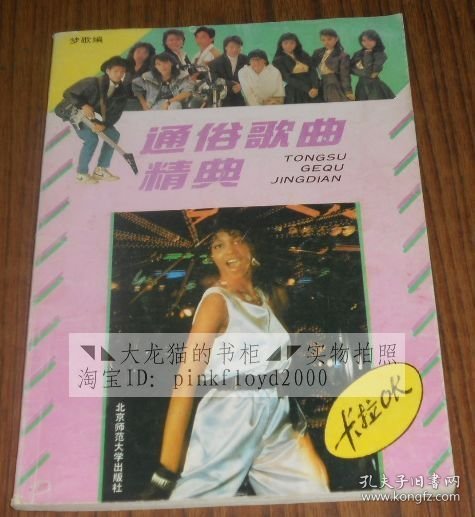 梦歌编
通俗歌曲
精典
TONGSU
GEQU
JINGDIAN
◥◣大龙猫的书柜◢◤实物拍照
淘宝ID: pinkf1oyd2000
卡拉OK
北京师范大学出版社
孔夫子旧书网
www.kongfz.com